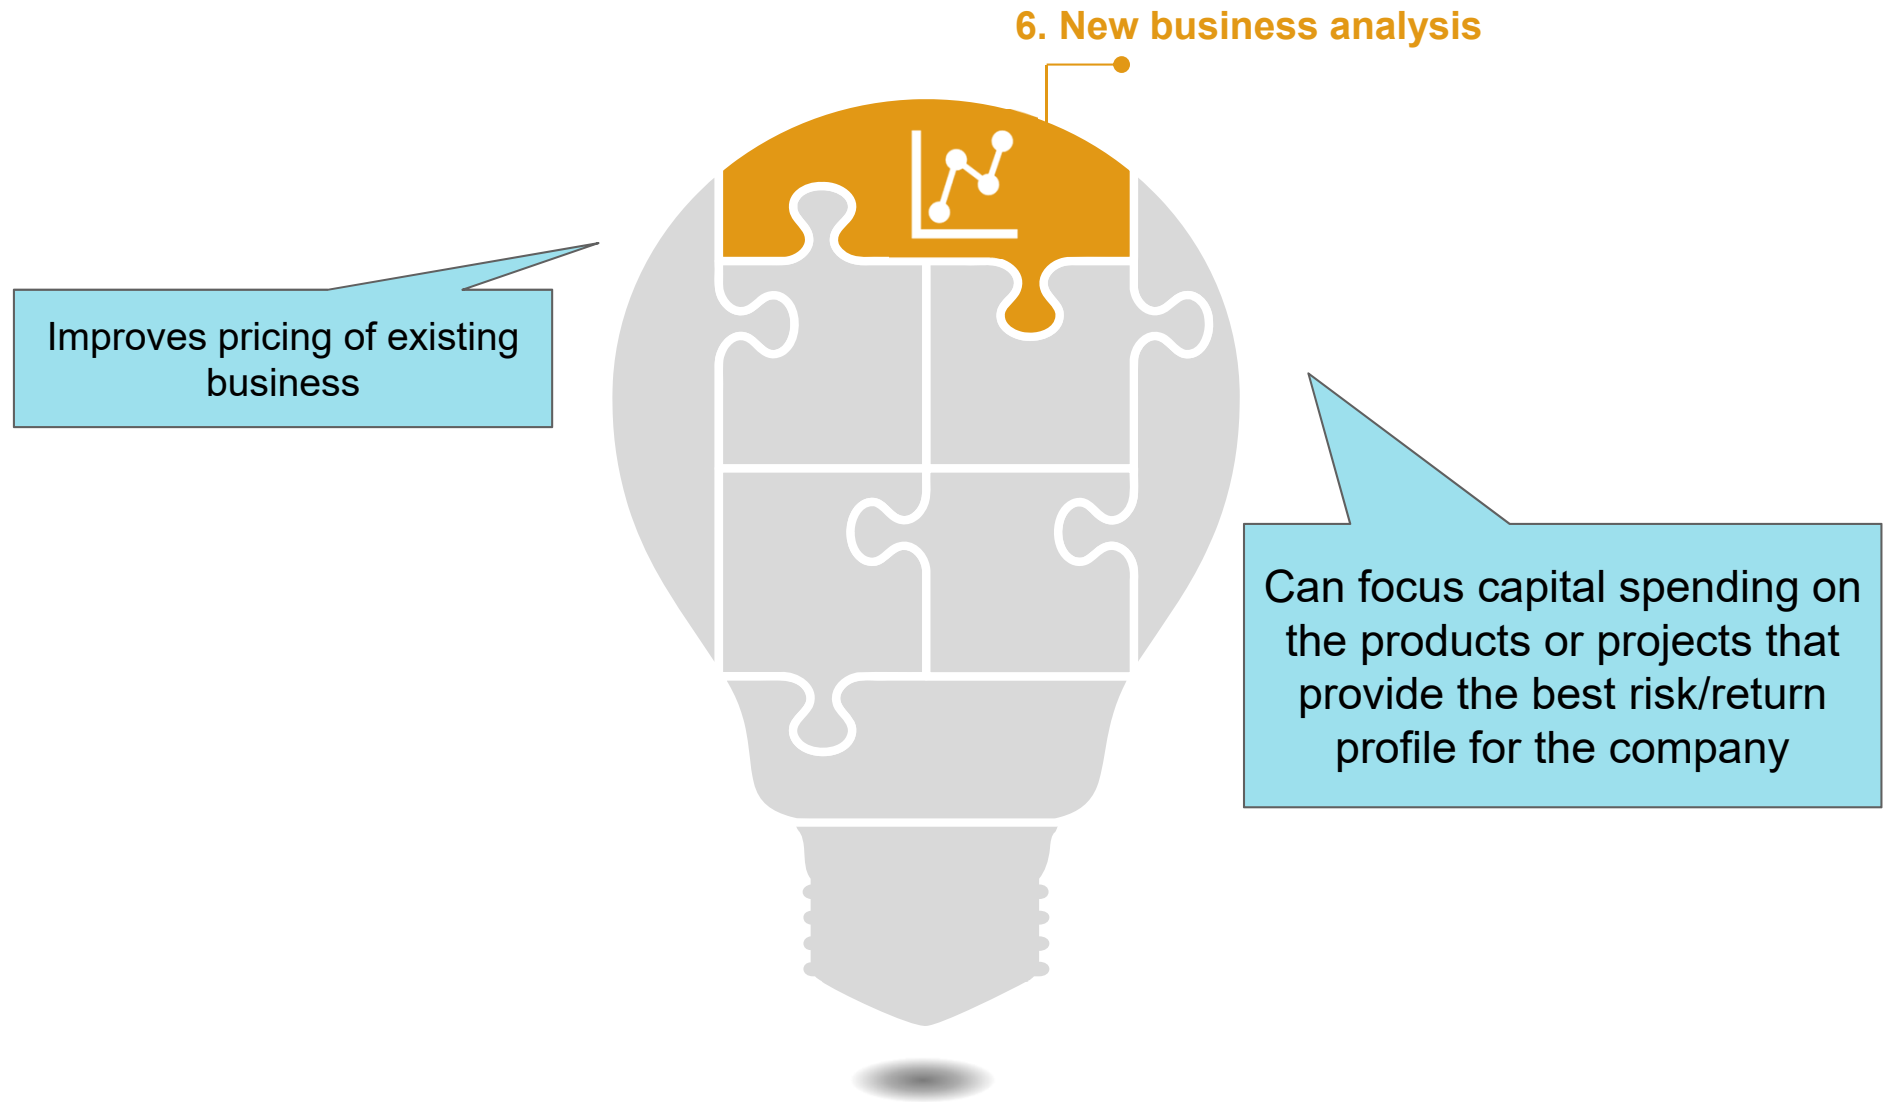 6. New business analysis
Improves pricing of existing
business
Can focus capital spending on
the products or projects that
provide the best risk/return
profile for the company